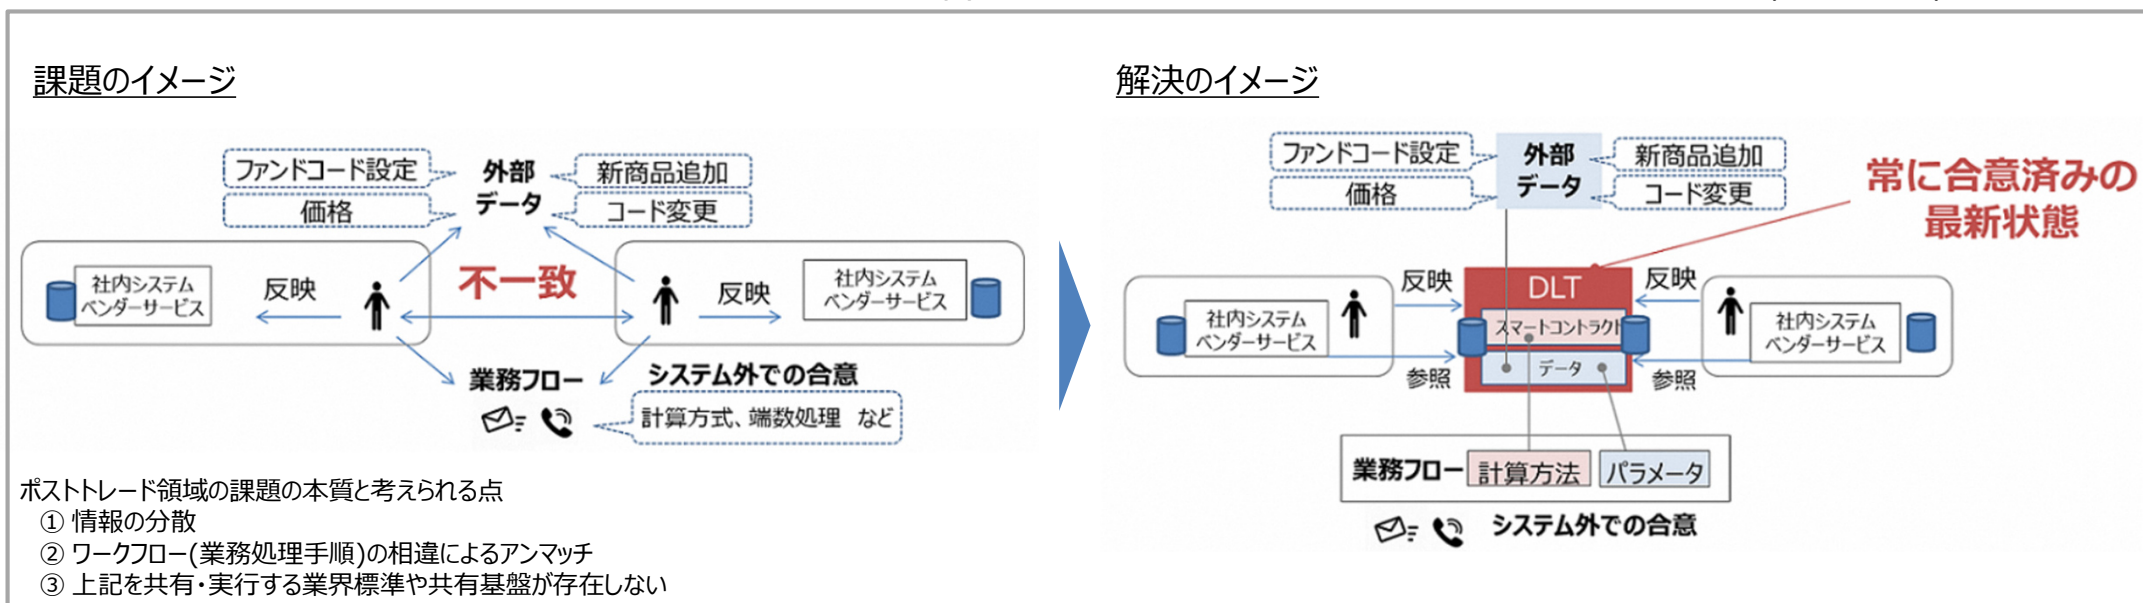 課題のイメージ
ファンドコード設定
価格
外部
データ
新商品追加
コード変更
社内システム
ベンダーサービス
反映
不一致
反映
社内システム
ベンダーサービス
業務フロー
システム外での合意
計算方式、端数処理 など
ポストトレード領域の課題の本質と考えられる点
① 情報の分散
② ワークフロー(業務処理手順)の相違によるアンマッチ
③ 上記を共有・実行する業界標準や共有基盤が存在しない
解決のイメージ
ファンドコード設定
価格
外部
データ
新商品追加
コード変更
常に合意済みの
最新状態
社内システム
ベンダーサービス
反映
DLT
スマートコントラクト
データ
反映
参照
参照
社内システム
ベンダーサービス
業務フロー
計算方法
パラメータ
システム外での合意